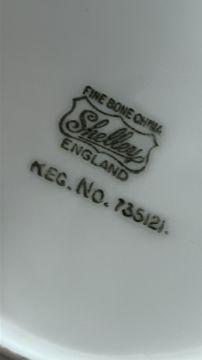 FINE BONE CHINA
Shelley
ENGLAND
REG. No. 735121.